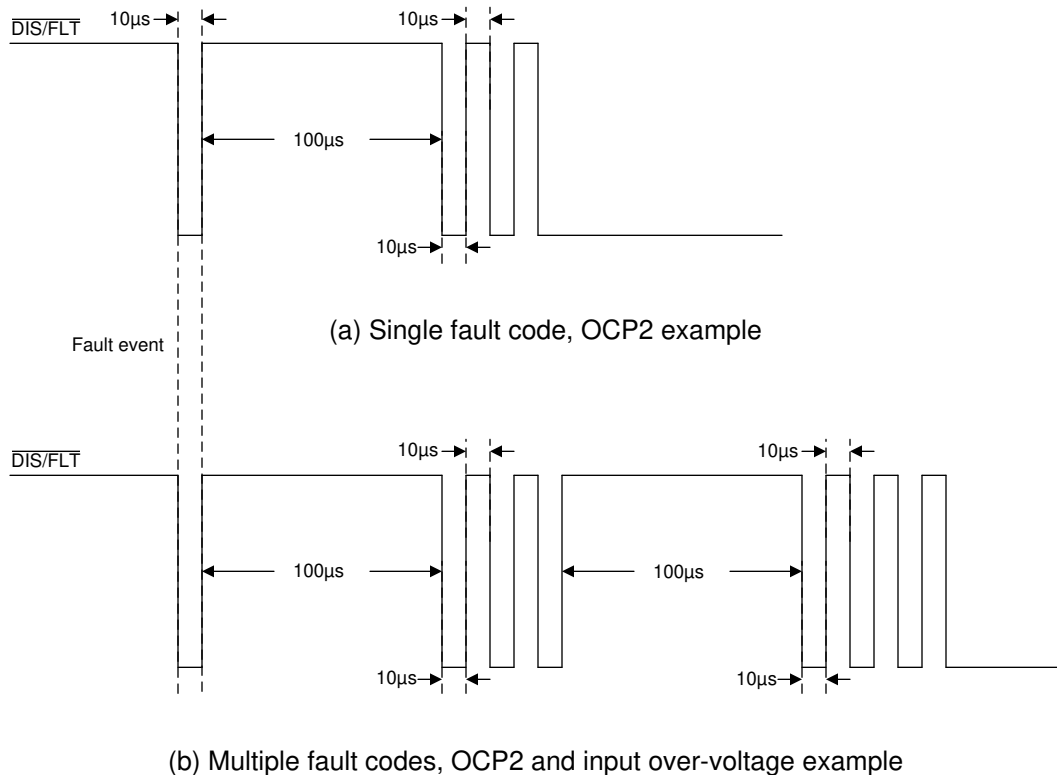 10µs
10µs
DIS/FLT
100µs
10µs
(a) Single fault code, OCP2 example
Fault event
10µs
10µs
DIS/FLT
100µs
100µs
10µs
10µs
(b) Multiple fault codes, OCP2 and input over-voltage example